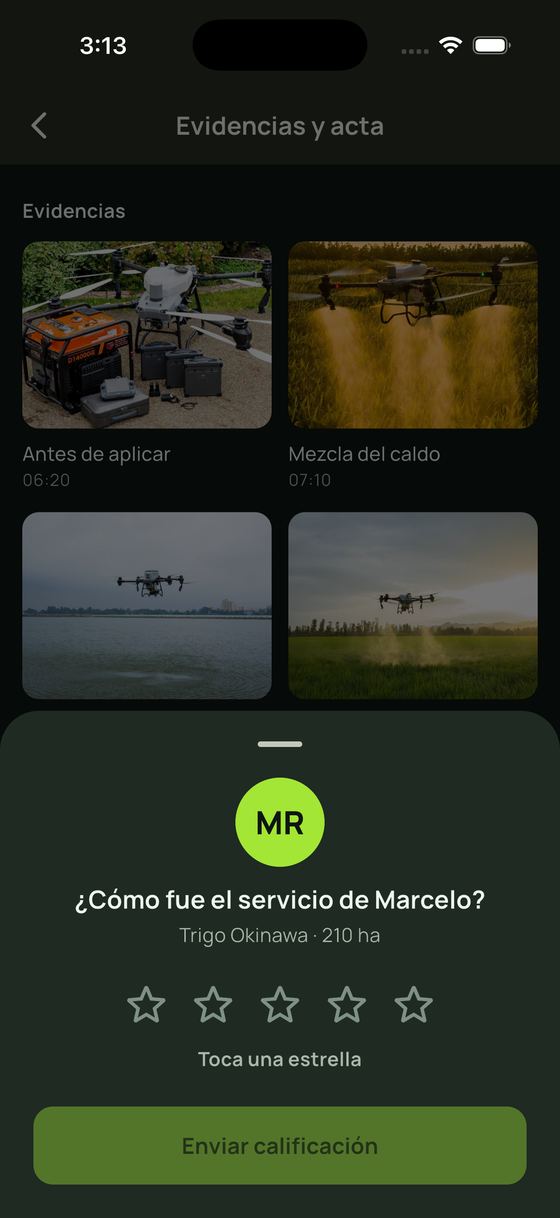 3:13
Evidencias y acta
Evidencias
Antes de aplicar
06:20
Mezcla del caldo
07:10
MR
¿Cómo fue el servicio de Marcelo?
Trigo Okinawa · 210 ha
Toca una estrella
Enviar calificación